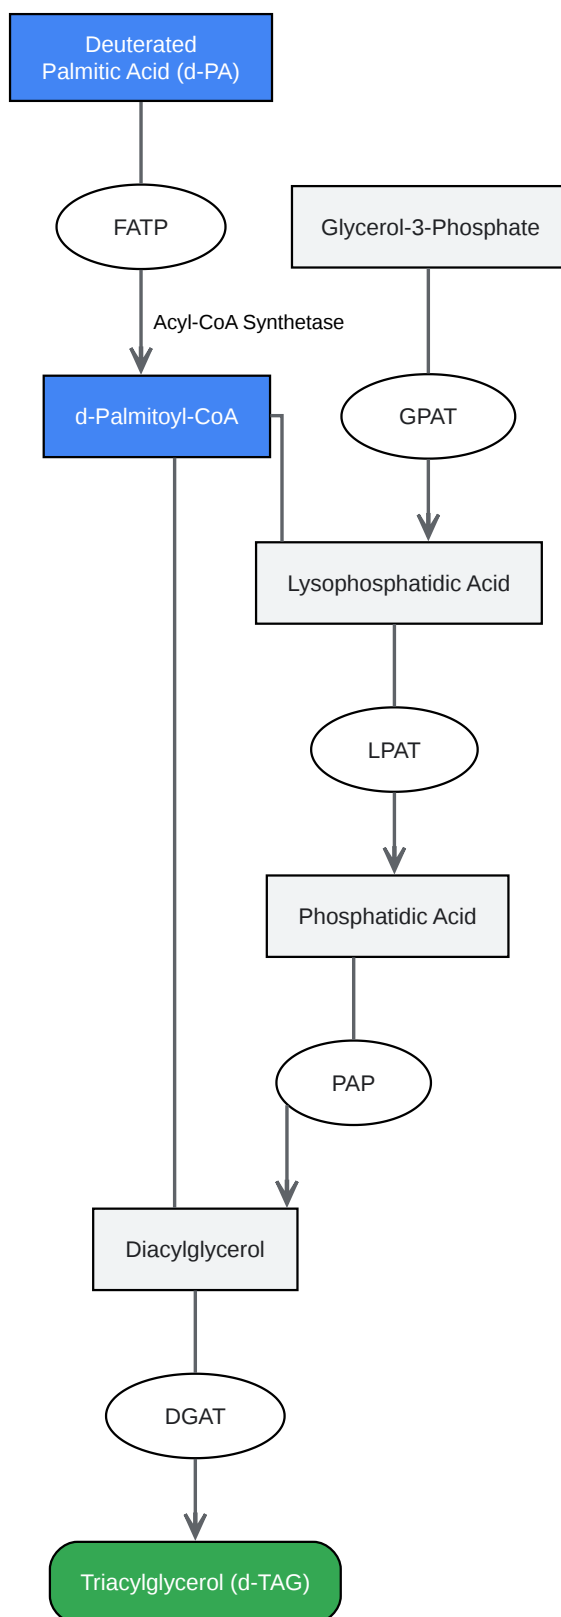 Deuterated
Palmitic Acid (d-PA)
FATP
Glycerol-3-Phosphate
Acyl-CoA Synthetase
d-Palmitoyl-CoA
GPAT
Lysophosphatidic Acid
LPAT
Phosphatidic Acid
PAP
Diacylglycerol
DGAT
Triacylglycerol (d-TAG)